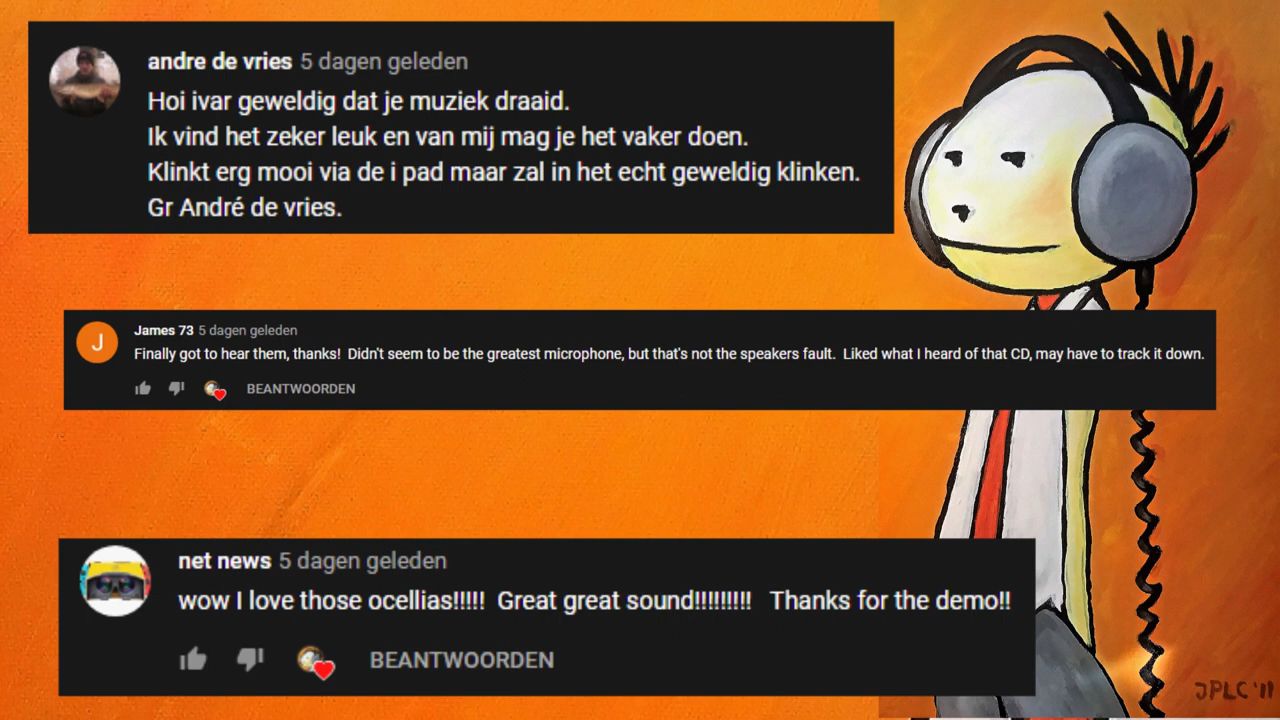 andre de vries 5 dagen geleden
Hoi ivar geweldig dat je muziek draaid.
Ik vind het zeker leuk en van mij mag je het vaker doen.
Klinkt erg mooi via de i pad maar zal in het echt geweldig klinken.
Gr André de vries.
J
James 73 5 dagen geleden
Finally got to hear them, thanks! Didn't seem to be the greatest microphone, but that's not the speakers fault. Liked what I heard of that CD, may have to track it down.
BEANTWOORDEN
net news 5 dagen geleden
wow I love those ocellias!!!!! Great great sound!!!!!!!!! Thanks for the demo!!
BEANTWOORDEN
JPLC '11